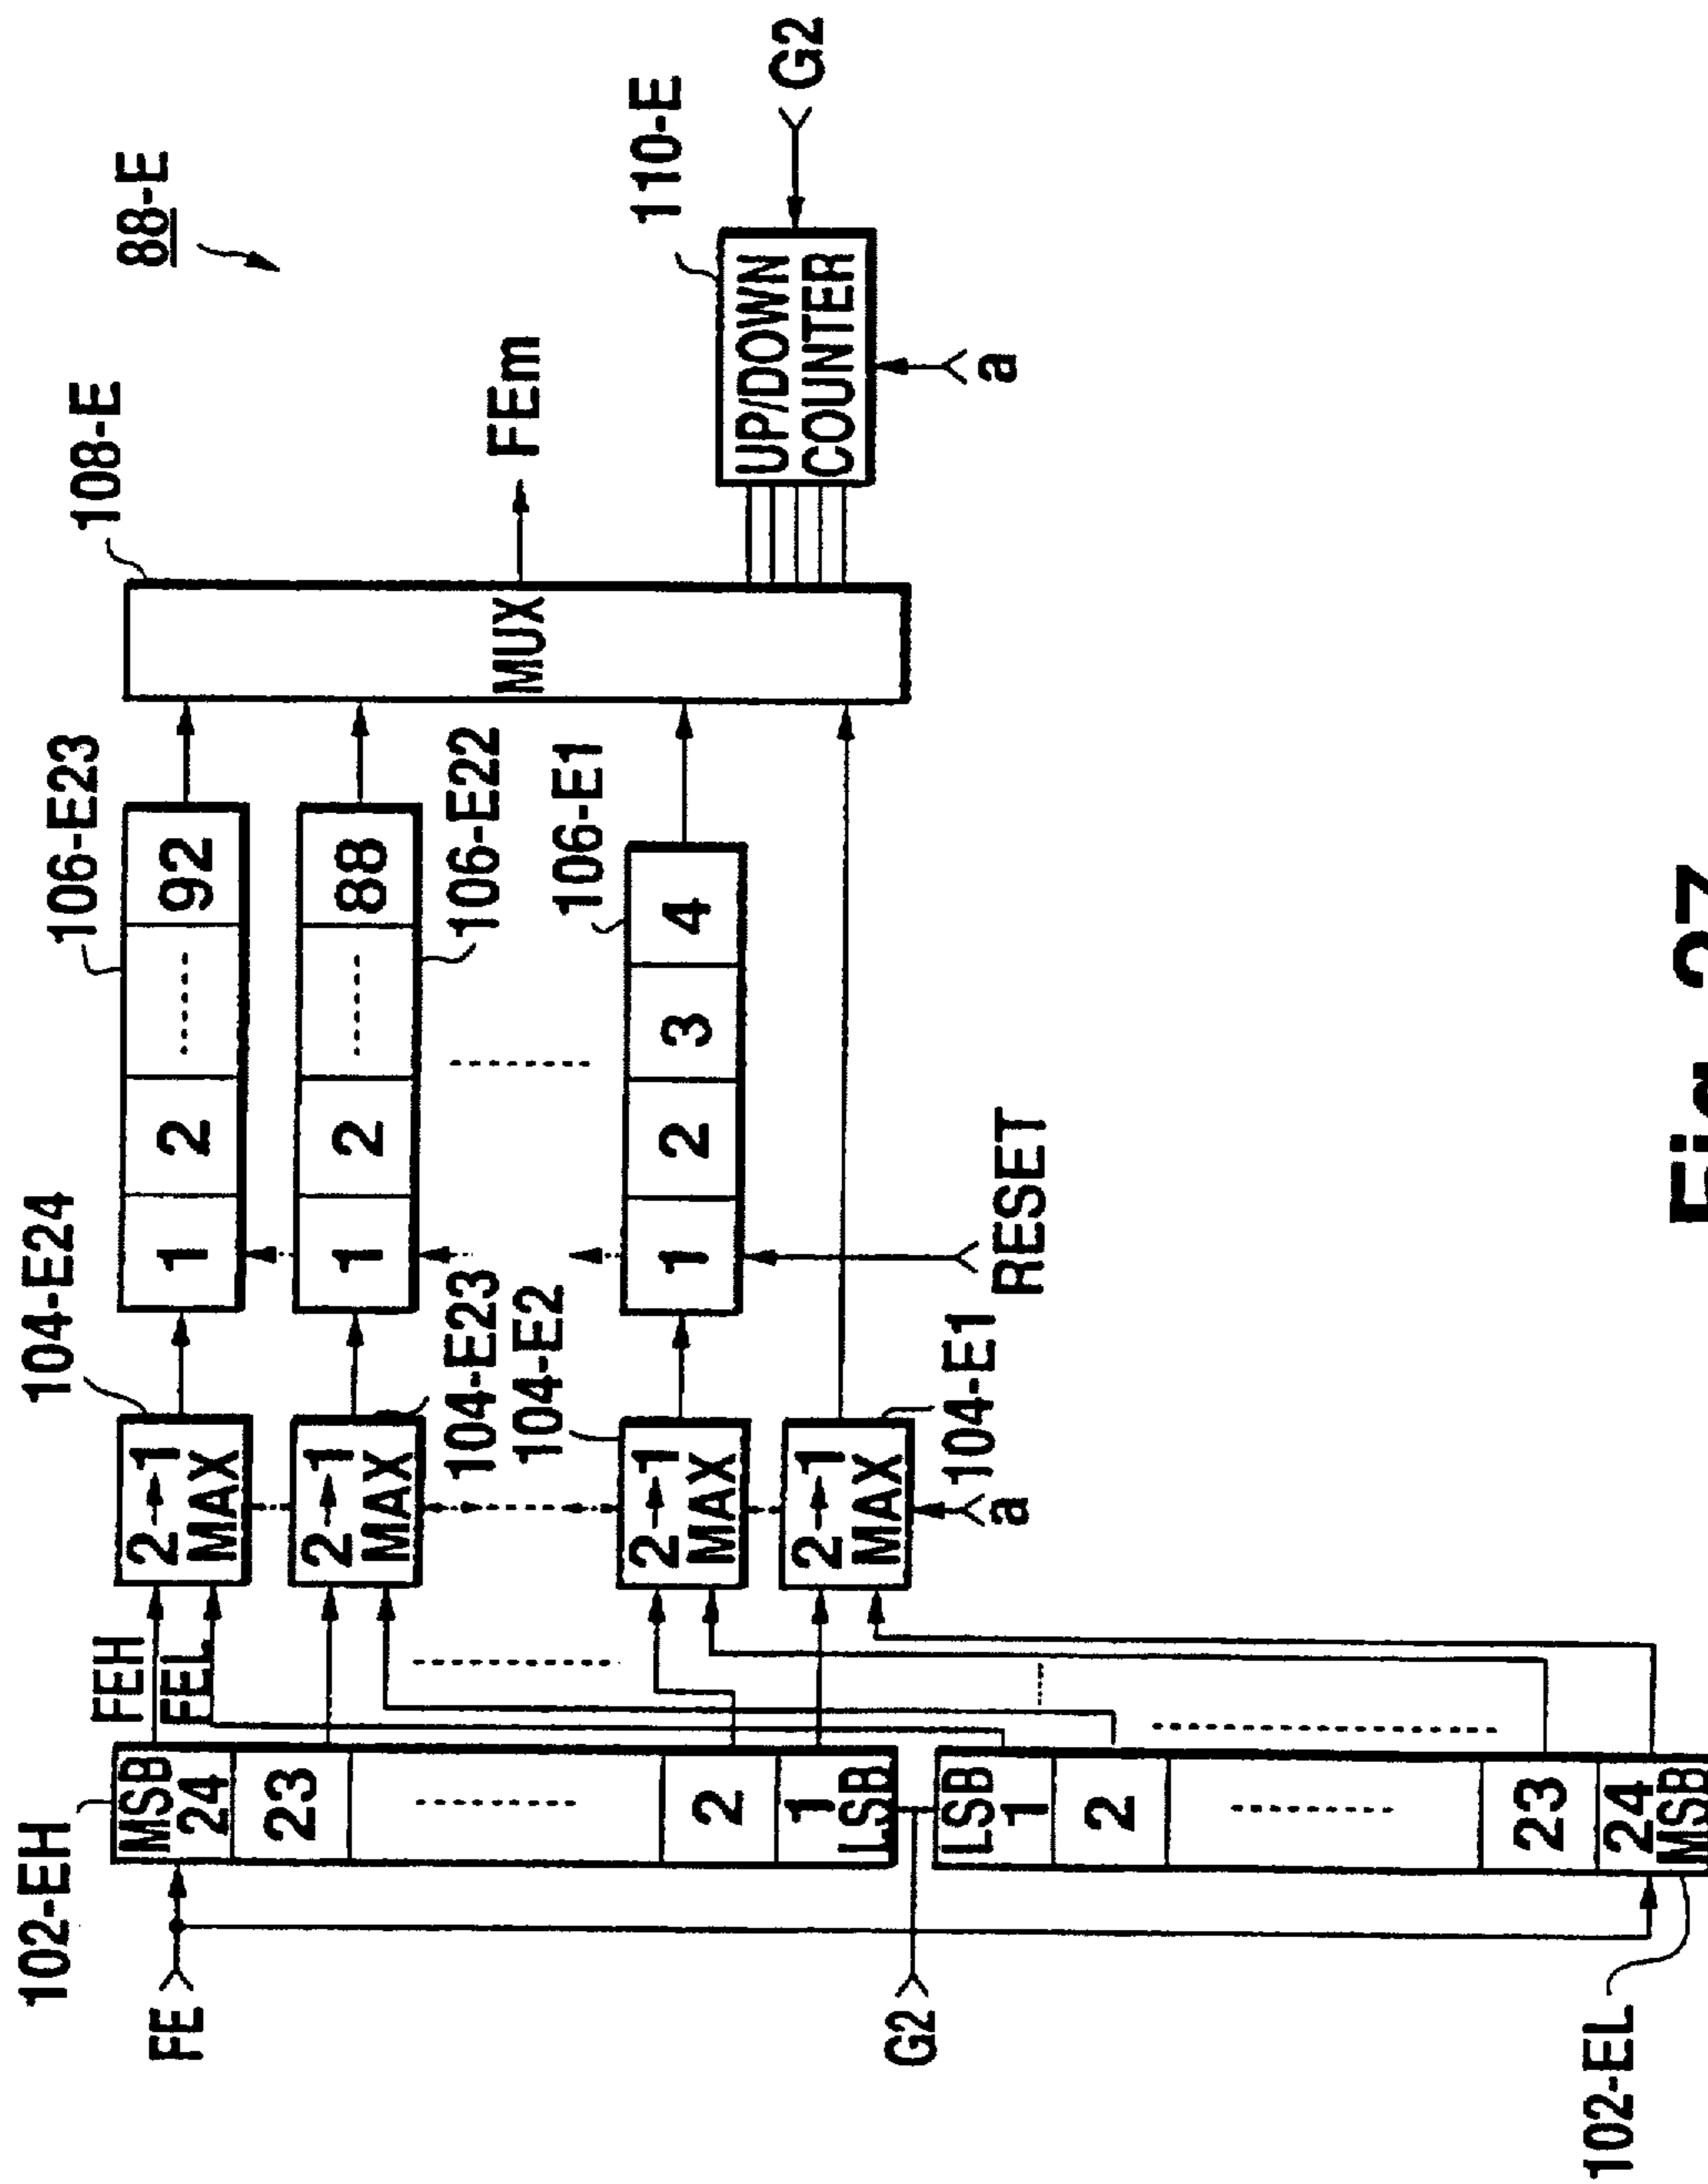 88-E
102-EH
FE
MSB
24
23
2
1
LSB
G2
LSB
1
2
23
24
MSB
102-EL
FEH
FEL
104-E24
2→1
MAX
2→1
MAX
104-E23
104-E2
2→1
MAX
2→1
MAX
104-E1
a
106-E23
1
2
92
1
2
88
106-E22
106-E1
1
2
3
4
RESET
108-E
MUX
FEm
110-E
UP/DOWN
COUNTER
G2
a